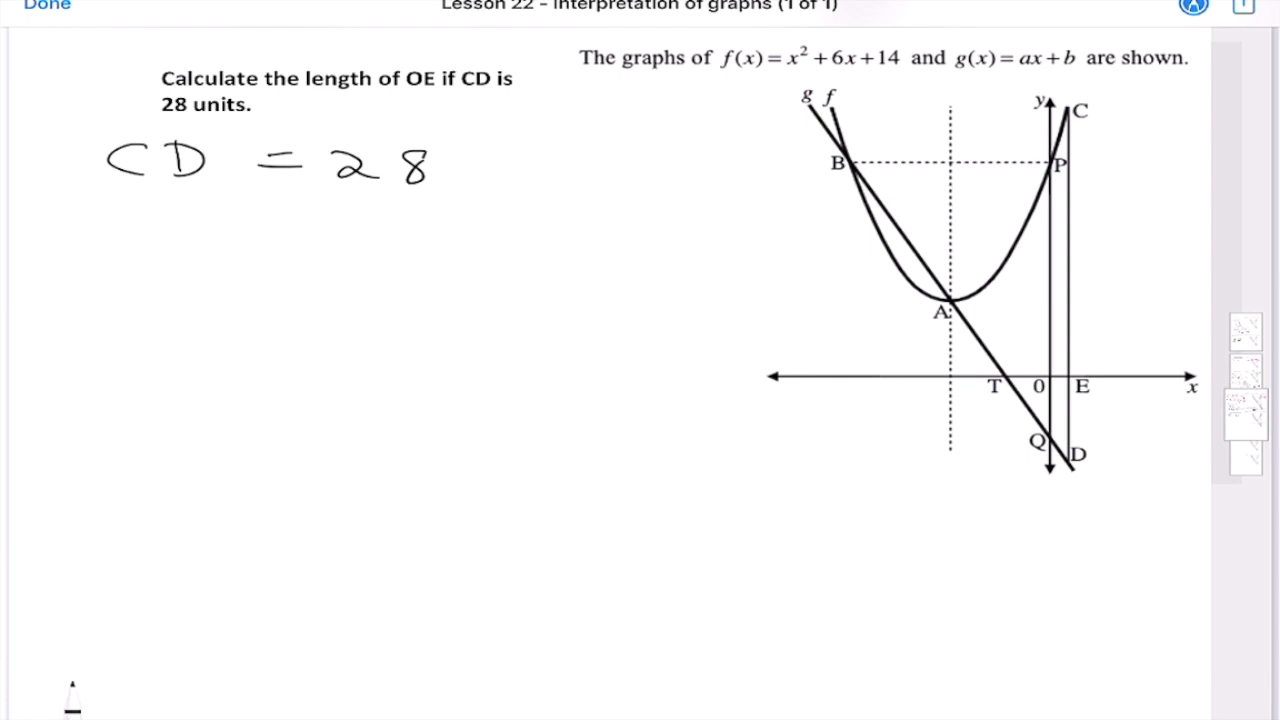 Done
Lesson 22 – Interpretation of graphs (1 of 1)
The graphs of f(x) = x² + 6x + 14 and g(x) = ax + b are shown.
Calculate the length of OE if CD is
28 units.
CD = 28
g f
y
C
B
P
A
T
0
E
x
Q
D